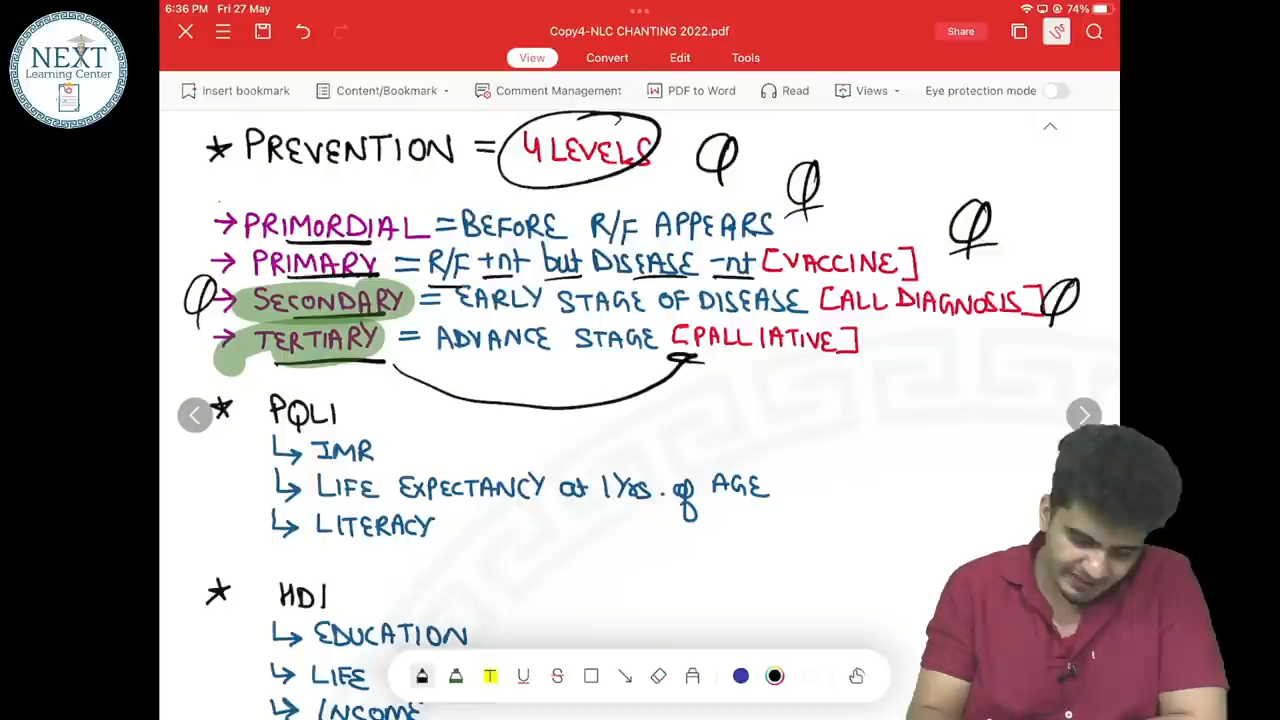 6:36 PM Fri 27 May
74%
NEXT
Learning Center
Copy4-NLC CHANTING 2022.pdf
Share
View Convert Edit Tools
Insert bookmark Content/Bookmark Comment Management PDF to Word Read Views Eye protection mode
★ PREVENTION = 4 LEVELS
→ PRIMORDIAL = BEFORE R/F APPEARS
→ PRIMARY = R/F +nt but DISEASE -nt [VACCINE]
→ SECONDARY = EARLY STAGE OF DISEASE [ALL DIAGNOSIS]
→ TERTIARY = ADVANCE STAGE [PALLIATIVE]
★ PQLI
↳ IMR
↳ LIFE EXPECTANCY at 1 Yrs. of AGE
↳ LITERACY
★ HDI
↳ EDUCATION
↳ LIFE
↳ INCOME